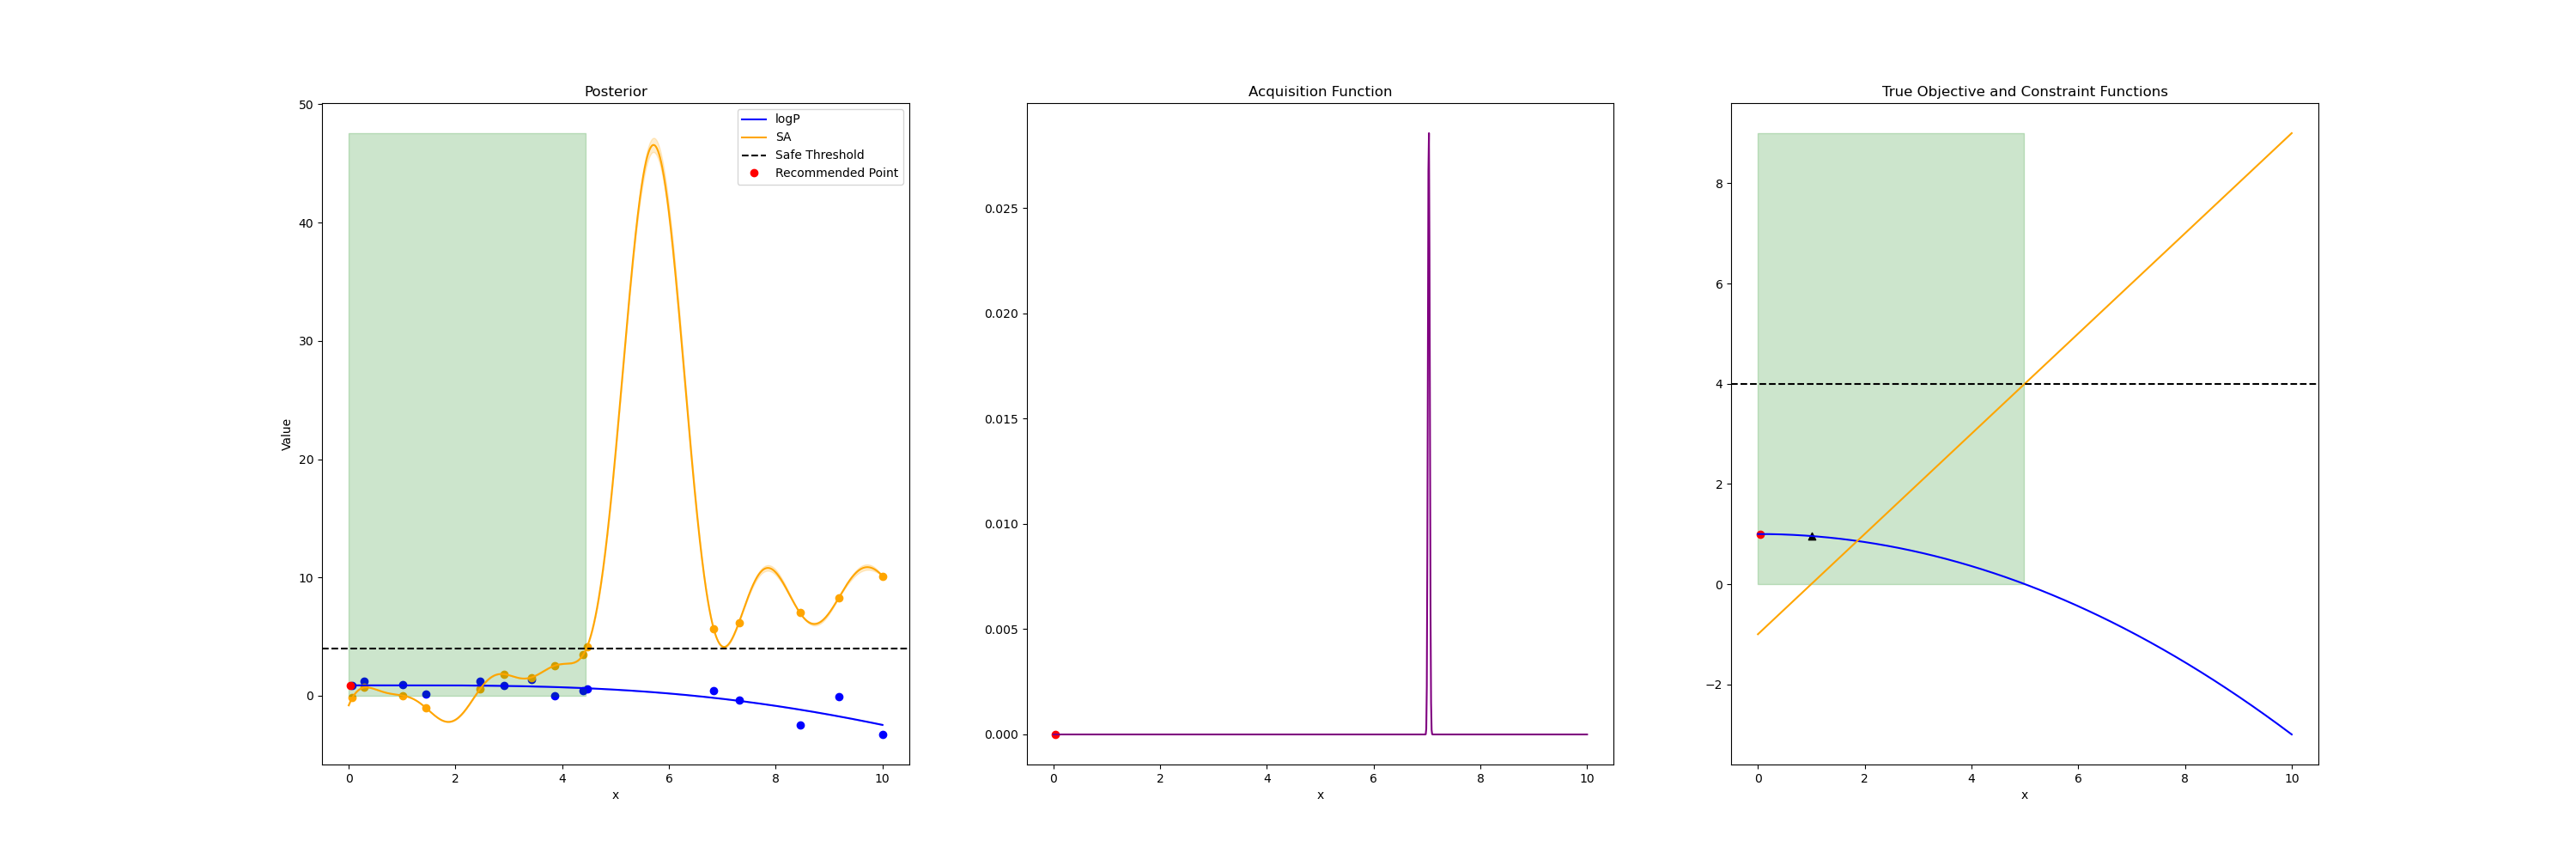 Posterior
50
40
30
20
10
0
Value
0 2 4 6 8 10
x
logP
SA
Safe Threshold
Recommended Point
Acquisition Function
0.025
0.020
0.015
0.010
0.005
0.000
0 2 4 6 8 10
x
True Objective and Constraint Functions
8
6
4
2
0
−2
0 2 4 6 8 10
x